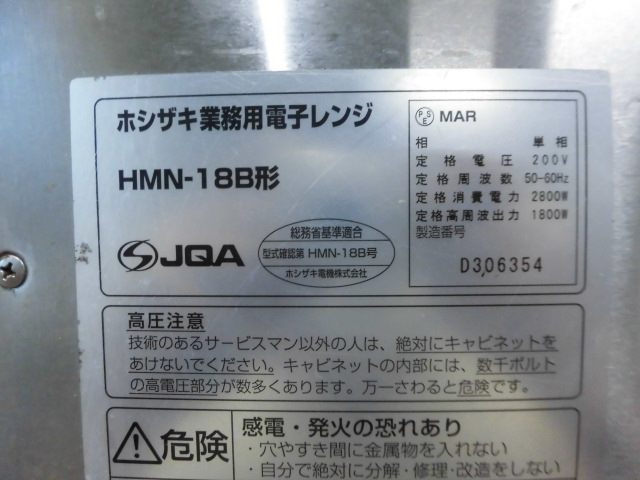 ホシザキ業務用電子レンジ
HMN-18B形
JQA
総務省基準適合
型式確認第 HMN-18B号
ホシザキ電機株式会社
PSE MAR
相 単相
定格電圧 200V
定格周波数 50-60Hz
定格消費電力 2800W
定格高周波出力 1800W
製造番号
D306354
高圧注意
技術のあるサービスマン以外の人は、絶対にキャビネットを
あけないでください。キャビネットの内部には、数千ボルト
の高電圧部分が数多くあります。万一さわると危険です。
危険
感電・発火の恐れあり
・穴やすき間に金属物を入れない
・自分で絶対に分解・修理・改造をしない